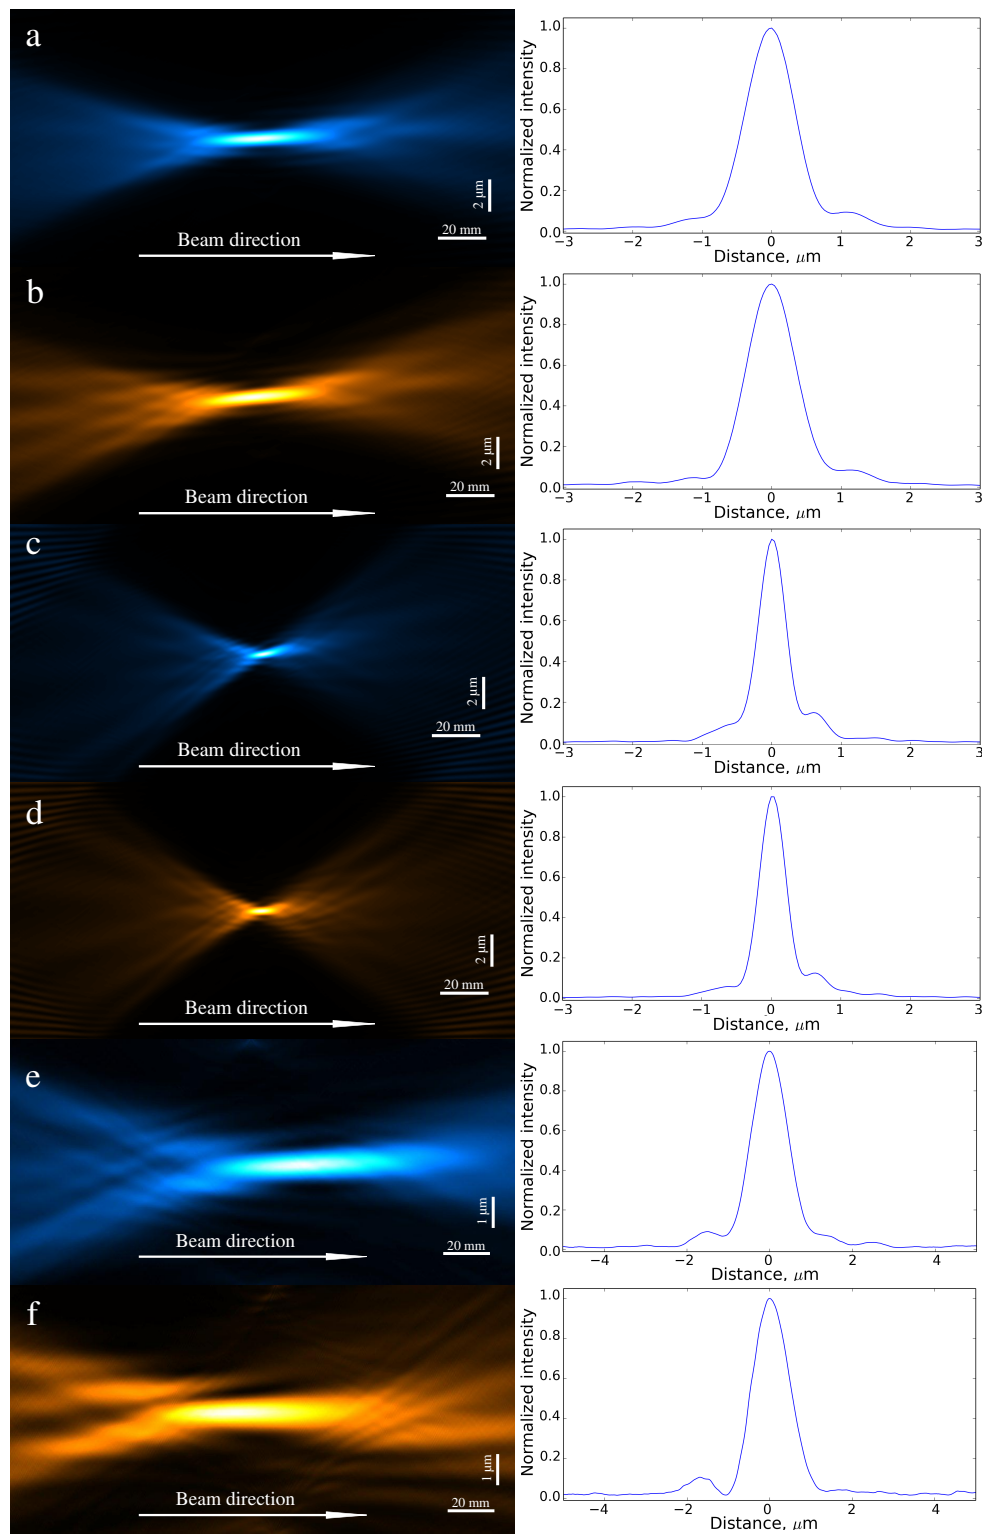 a
2 μm
20 mm
Beam direction
Normalized intensity
1.0
0.8
0.6
0.4
0.2
0.0
−3 −2 −1 0 1 2 3
Distance, μm
b
2 μm
20 mm
Beam direction
Normalized intensity
1.0
0.8
0.6
0.4
0.2
0.0
−3 −2 −1 0 1 2 3
Distance, μm
c
2 μm
20 mm
Beam direction
Normalized intensity
1.0
0.8
0.6
0.4
0.2
0.0
−3 −2 −1 0 1 2 3
Distance, μm
d
2 μm
20 mm
Beam direction
Normalized intensity
1.0
0.8
0.6
0.4
0.2
0.0
−3 −2 −1 0 1 2 3
Distance, μm
e
1 μm
20 mm
Beam direction
Normalized intensity
1.0
0.8
0.6
0.4
0.2
0.0
−4 −2 0 2 4
Distance, μm
f
1 μm
20 mm
Beam direction
Normalized intensity
1.0
0.8
0.6
0.4
0.2
0.0
−4 −2 0 2 4
Distance, μm